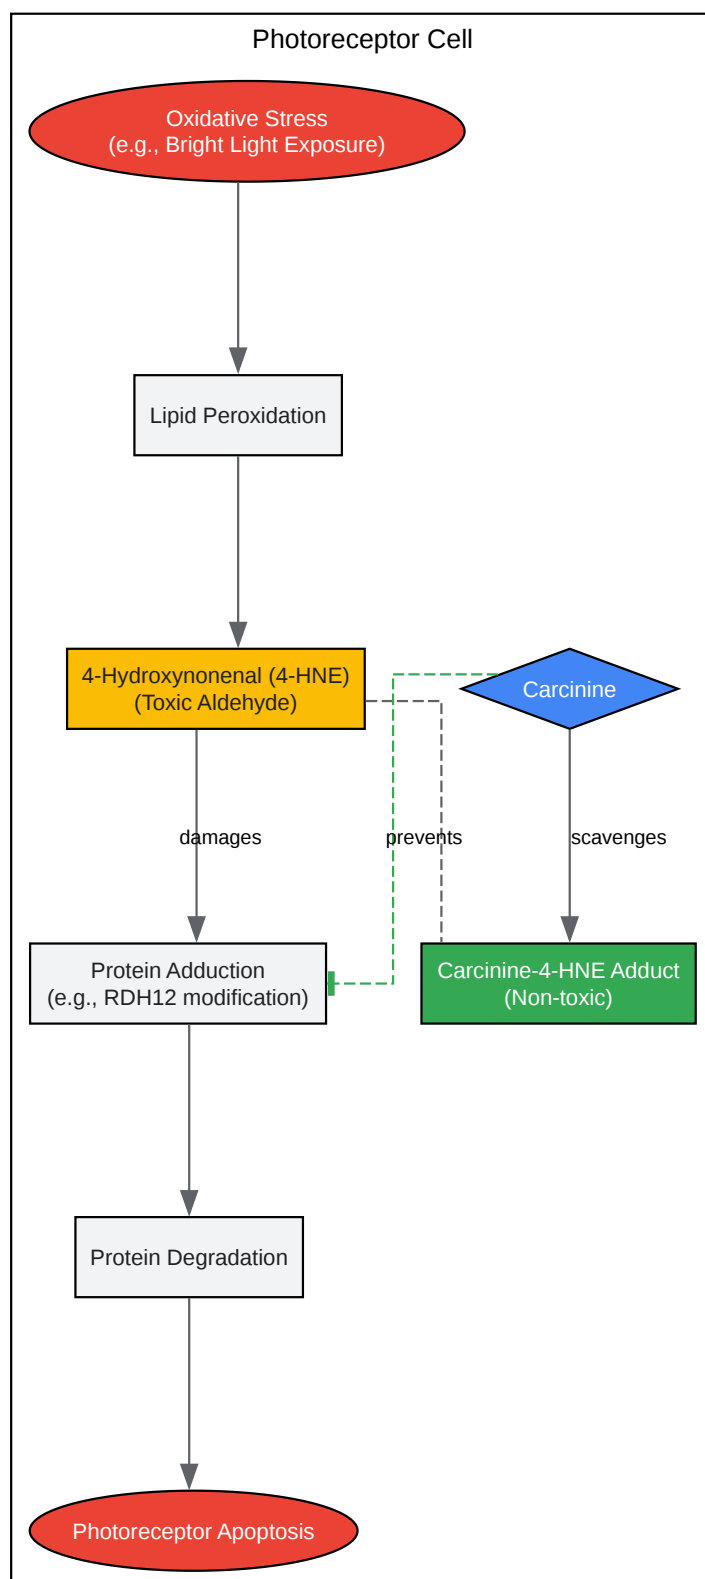 Photoreceptor Cell
Oxidative Stress
(e.g., Bright Light Exposure)
Lipid Peroxidation
4-Hydroxynonenal (4-HNE)
(Toxic Aldehyde)
Carcinine
damages
prevents
scavenges
Protein Adduction
(e.g., RDH12 modification)
Carcinine-4-HNE Adduct
(Non-toxic)
Protein Degradation
Photoreceptor Apoptosis